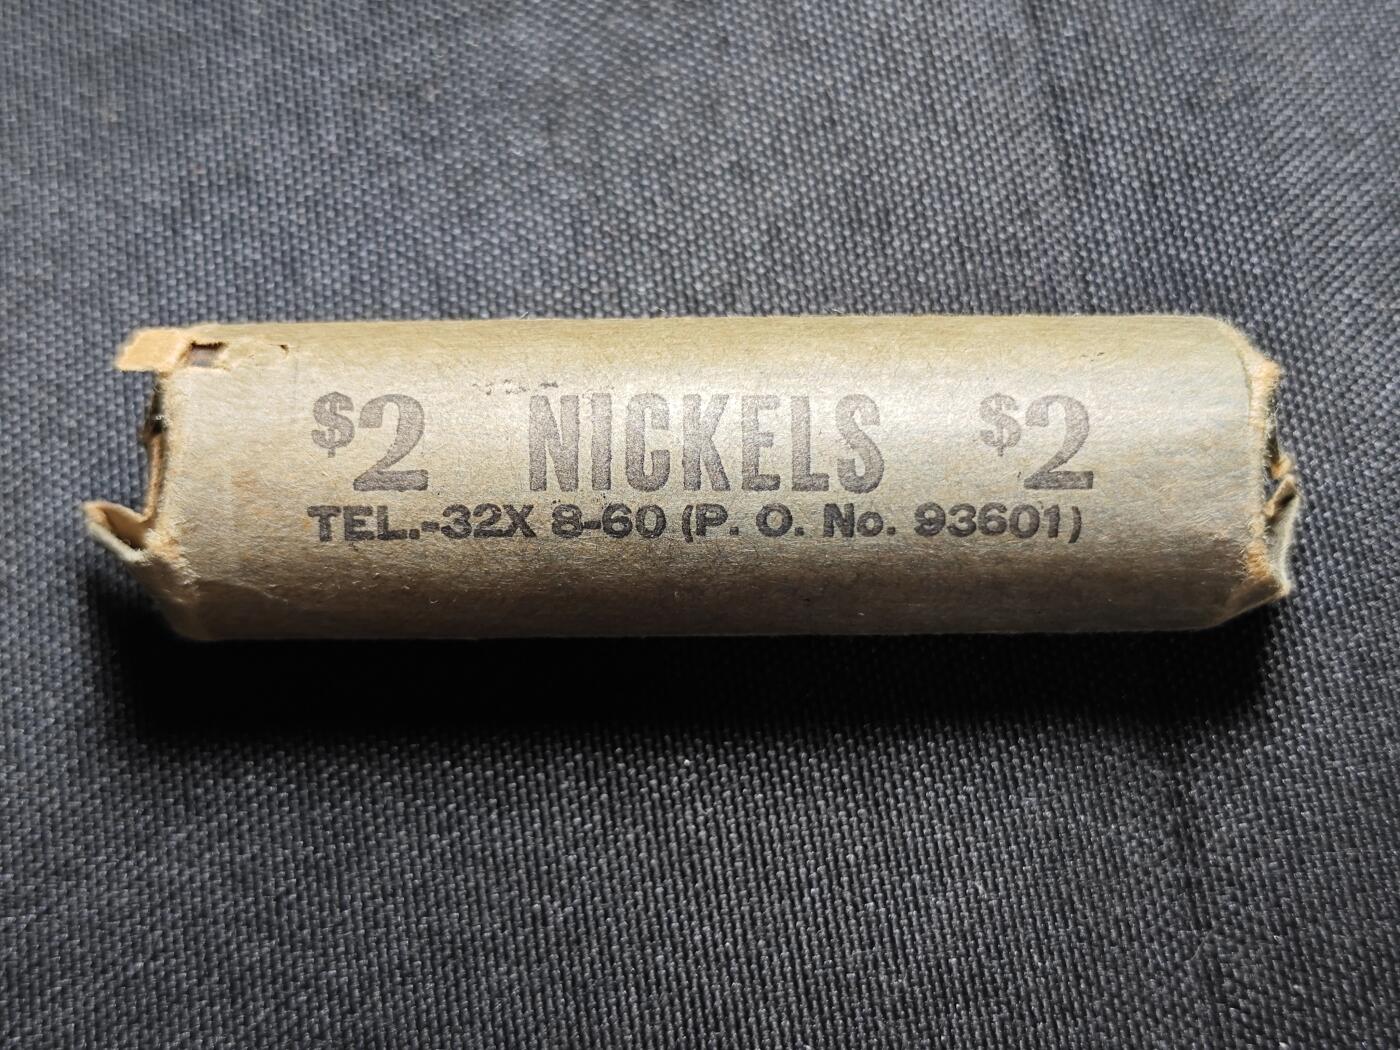 $2 NICKELS $2
TEL.-32X 8-60 (P. O. No. 93601)